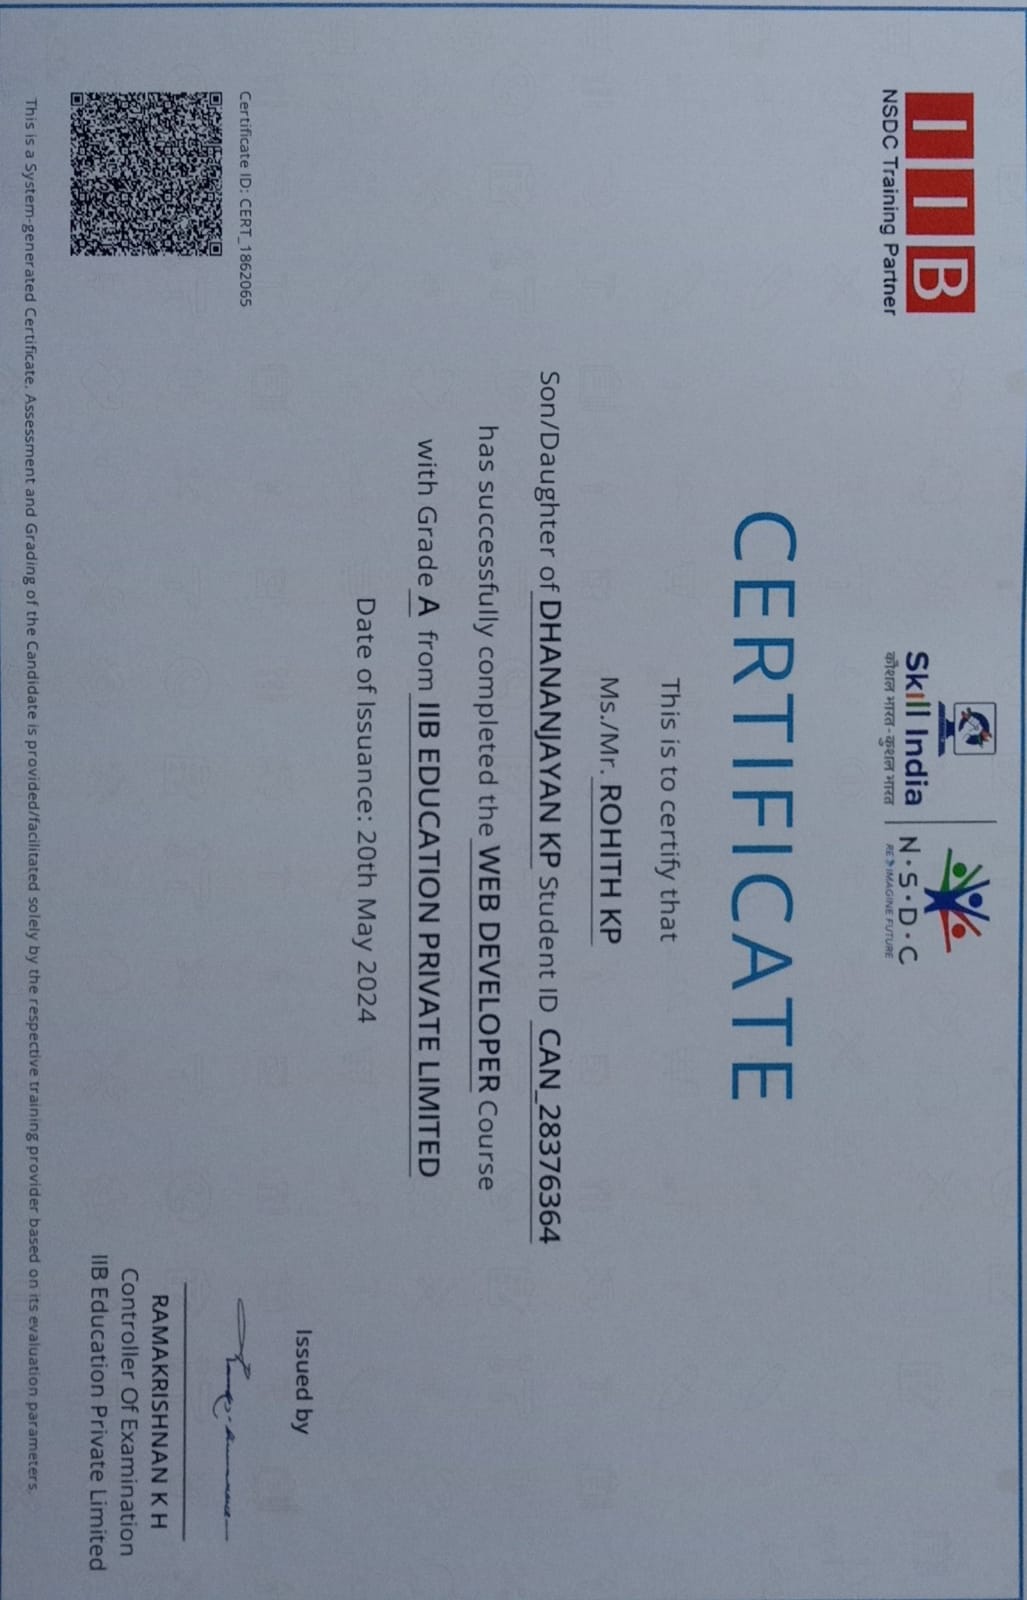 IIB
NSDC Training Partner
Skill India
कौशल भारत - कुशल भारत
N·S·D·C
RE IMAGINE FUTURE
CERTIFICATE
This is to certify that
Ms./Mr. ROHITH KP
Son/Daughter of DHANANJAYAN KP Student ID CAN_28376364
has successfully completed the WEB DEVELOPER Course
with Grade A from IIB EDUCATION PRIVATE LIMITED
Date of Issuance: 20th May 2024
Issued by
Certificate ID: CERT_1862065
RAMAKRISHNAN K H
Controller Of Examination
IIB Education Private Limited
This is a System-generated Certificate. Assessment and Grading of the Candidate is provided/facilitated solely by the respective training provider based on its evaluation parameters.